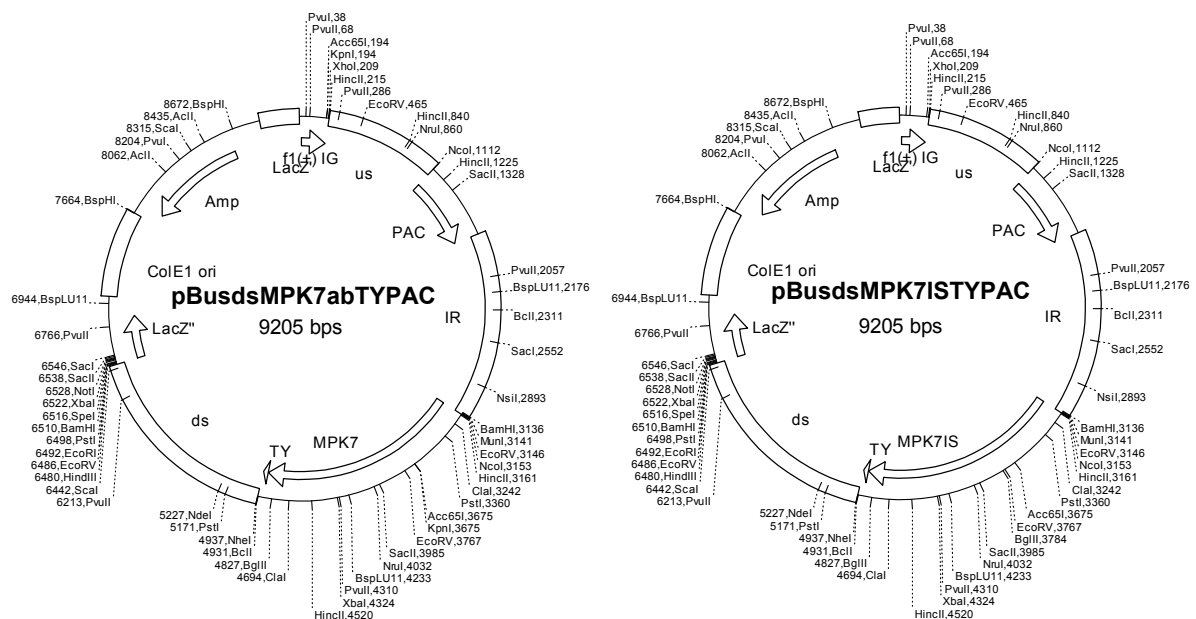 PvuI,38
PvuII,68
Acc65I,194
KpnI,194
XhoI,209
HincII,215
PvuII,286
EcoRV,465
HincII,840
NruI,860
NcoI,1112
HincII,1225
SacII,1328
8672,BspHI
8435,AclI
8315,ScaI
8204,PvuI
8062,AclI
7664,BspHI
f1(+) IG
LacZ'
us
Amp
PAC
ColE1 ori
pBusdsMPK7abTYPAC
9205 bps
IR
PvuII,2057
BspLU11,2176
BclI,2311
SacI,2552
NsiI,2893
6944,BspLU11
6766,PvuII
LacZ''
6546,SacI
6538,SacII
6528,NotI
6522,XbaI
6516,SpeI
6510,BamHI
6498,PstI
6492,EcoRI
6486,EcoRV
6480,HindIII
6442,ScaI
6213,PvuII
ds
TY
MPK7
BamHI,3136
MunI,3141
EcoRV,3146
NcoI,3153
HincII,3161
ClaI,3242
PstI,3360
Acc65I,3675
KpnI,3675
EcoRV,3767
SacII,3985
NruI,4032
BspLU11,4233
PvuII,4310
XbaI,4324
HincII,4520
5227,NdeI
5171,PstI
4937,NheI
4931,BclI
4827,BglII
4694,ClaI
PvuI,38
PvuII,68
Acc65I,194
XhoI,209
HincII,215
PvuII,286
EcoRV,465
HincII,840
NruI,860
NcoI,1112
HincII,1225
SacII,1328
8672,BspHI
8435,AclI
8315,ScaI
8204,PvuI
8062,AclI
7664,BspHI
f1(+) IG
LacZ'
us
Amp
PAC
ColE1 ori
pBusdsMPK7ISTYPAC
9205 bps
IR
PvuII,2057
BspLU11,2176
BclI,2311
SacI,2552
NsiI,2893
6944,BspLU11
6766,PvuII
LacZ''
6546,SacI
6538,SacII
6528,NotI
6522,XbaI
6516,SpeI
6510,BamHI
6498,PstI
6492,EcoRI
6486,EcoRV
6480,HindIII
6442,ScaI
6213,PvuII
ds
TY
MPK7IS
BamHI,3136
MunI,3141
EcoRV,3146
NcoI,3153
HincII,3161
ClaI,3242
PstI,3360
Acc65I,3675
EcoRV,3767
BglII,3784
SacII,3985
NruI,4032
BspLU11,4233
PvuII,4310
XbaI,4324
HincII,4520
5227,NdeI
5171,PstI
4937,NheI
4931,BclI
4827,BglII
4694,ClaI